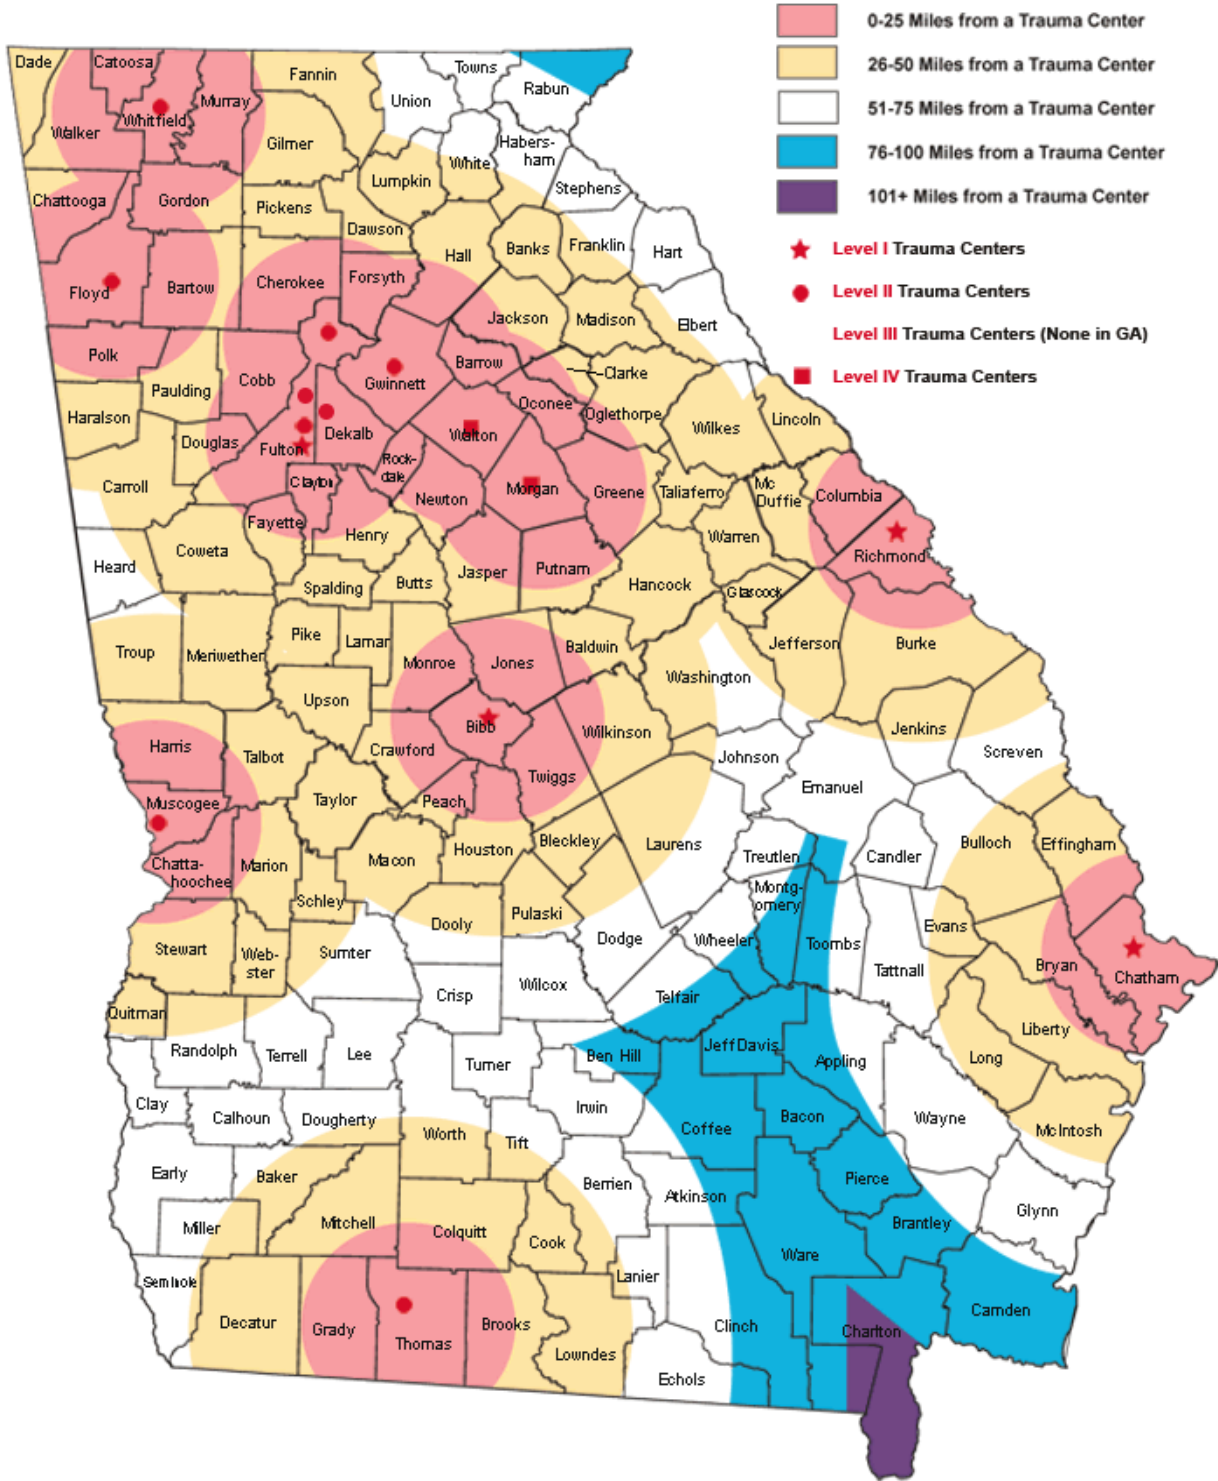 0-25 Miles from a Trauma Center
26-50 Miles from a Trauma Center
51-75 Miles from a Trauma Center
76-100 Miles from a Trauma Center
101+ Miles from a Trauma Center
Level I Trauma Centers
Level II Trauma Centers
Level III Trauma Centers (None in GA)
Level IV Trauma Centers
Dade
Catoosa
Fannin
Towns
Rabun
Union
Murray
Whitfield
Walker
Gilmer
Habers-
ham
White
Lumpkin
Stephens
Chattooga
Gordon
Pickens
Dawson
Hall
Banks
Franklin
Hart
Floyd
Bartow
Cherokee
Forsyth
Jackson
Madison
Elbert
Polk
Cobb
Gwinnett
Barrow
Clarke
Paulding
Oconee
Oglethorpe
Haralson
Wilkes
Lincoln
Douglas
Fulton
Dekalb
Walton
Rock-
dale
Carroll
Clayton
Newton
Morgan
Greene
Taliaferro
Mc
Duffie
Columbia
Fayette
Henry
Warren
Richmond
Heard
Coweta
Spalding
Butts
Jasper
Putnam
Hancock
Glascock
Troup
Meriwether
Pike
Lamar
Monroe
Jones
Baldwin
Washington
Jefferson
Burke
Upson
Bibb
Wilkinson
Jenkins
Screven
Harris
Talbot
Crawford
Twiggs
Johnson
Emanuel
Muscogee
Taylor
Peach
Bleckley
Laurens
Treutlen
Candler
Bulloch
Effingham
Chatta-
hoochee
Marion
Macon
Houston
Montg-
omery
Schley
Dooly
Pulaski
Dodge
Wheeler
Toombs
Evans
Stewart
Web-
ster
Sumter
Tattnall
Bryan
Chatham
Crisp
Wilcox
Telfair
Quitman
Liberty
Randolph
Terrell
Lee
Turner
Ben Hill
Jeff Davis
Appling
Long
Clay
Calhoun
Dougherty
Worth
Tift
Irwin
Coffee
Bacon
Wayne
McIntosh
Early
Baker
Berrien
Atkinson
Pierce
Miller
Mitchell
Colquitt
Cook
Ware
Brantley
Glynn
Seminole
Lanier
Decatur
Grady
Thomas
Brooks
Lowndes
Clinch
Charlton
Camden
Echols